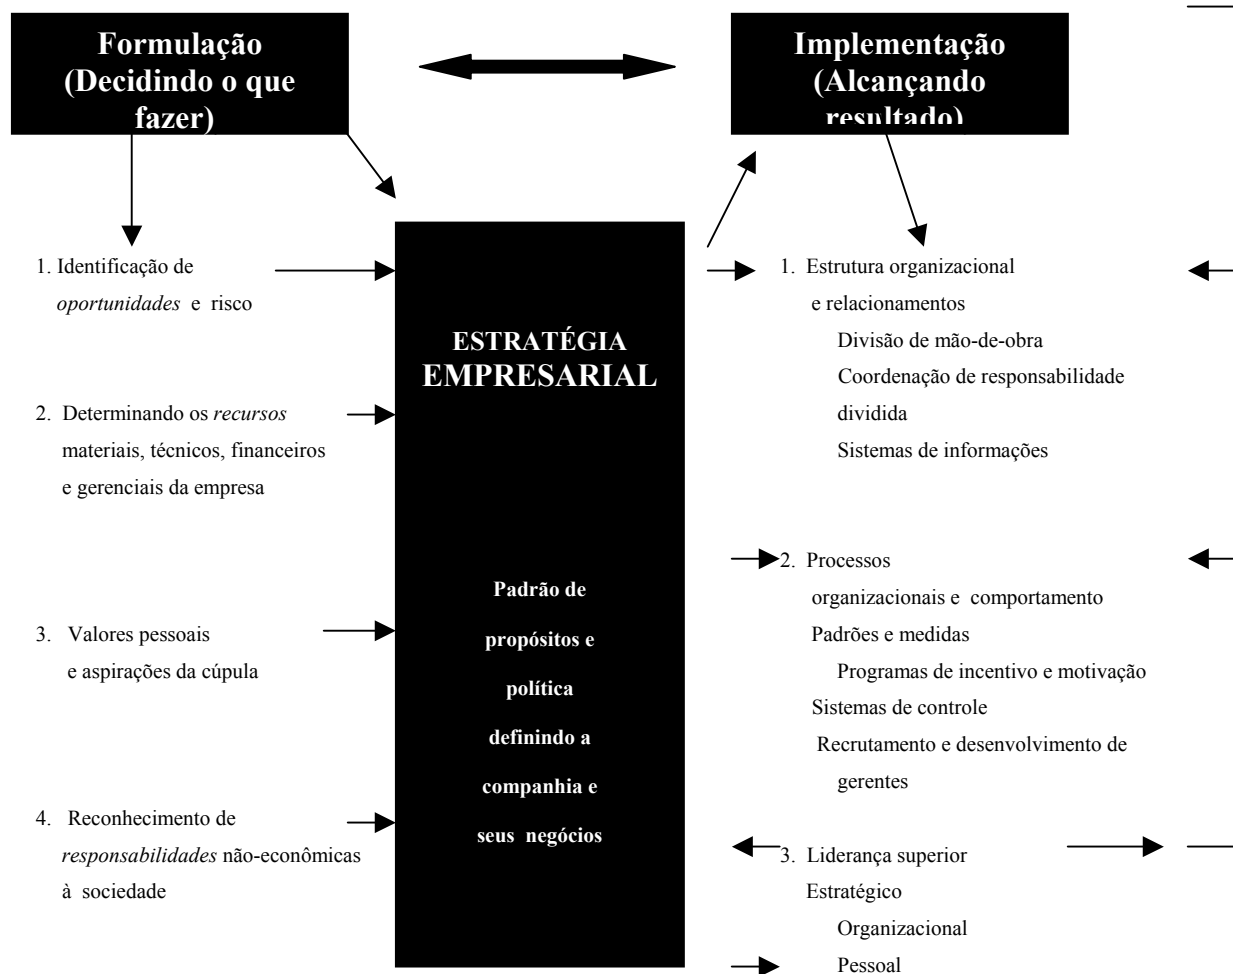 Formulação
(Decidindo o que
fazer)
Implementação
(Alcançando
resultado)
1. Identificação de
oportunidades e risco
2. Determinando os recursos
materiais, técnicos, financeiros
e gerenciais da empresa
3. Valores pessoais
e aspirações da cúpula
4. Reconhecimento de
responsabilidades não-econômicas
à sociedade
ESTRATÉGIA
EMPRESARIAL
Padrão de
propósitos e
política
definindo a
companhia e
seus negócios
1. Estrutura organizacional
e relacionamentos
Divisão de mão-de-obra
Coordenação de responsabilidade
dividida
Sistemas de informações
2. Processos
organizacionais e comportamento
Padrões e medidas
Programas de incentivo e motivação
Sistemas de controle
Recrutamento e desenvolvimento de
gerentes
3. Liderança superior
Estratégico
Organizacional
Pessoal